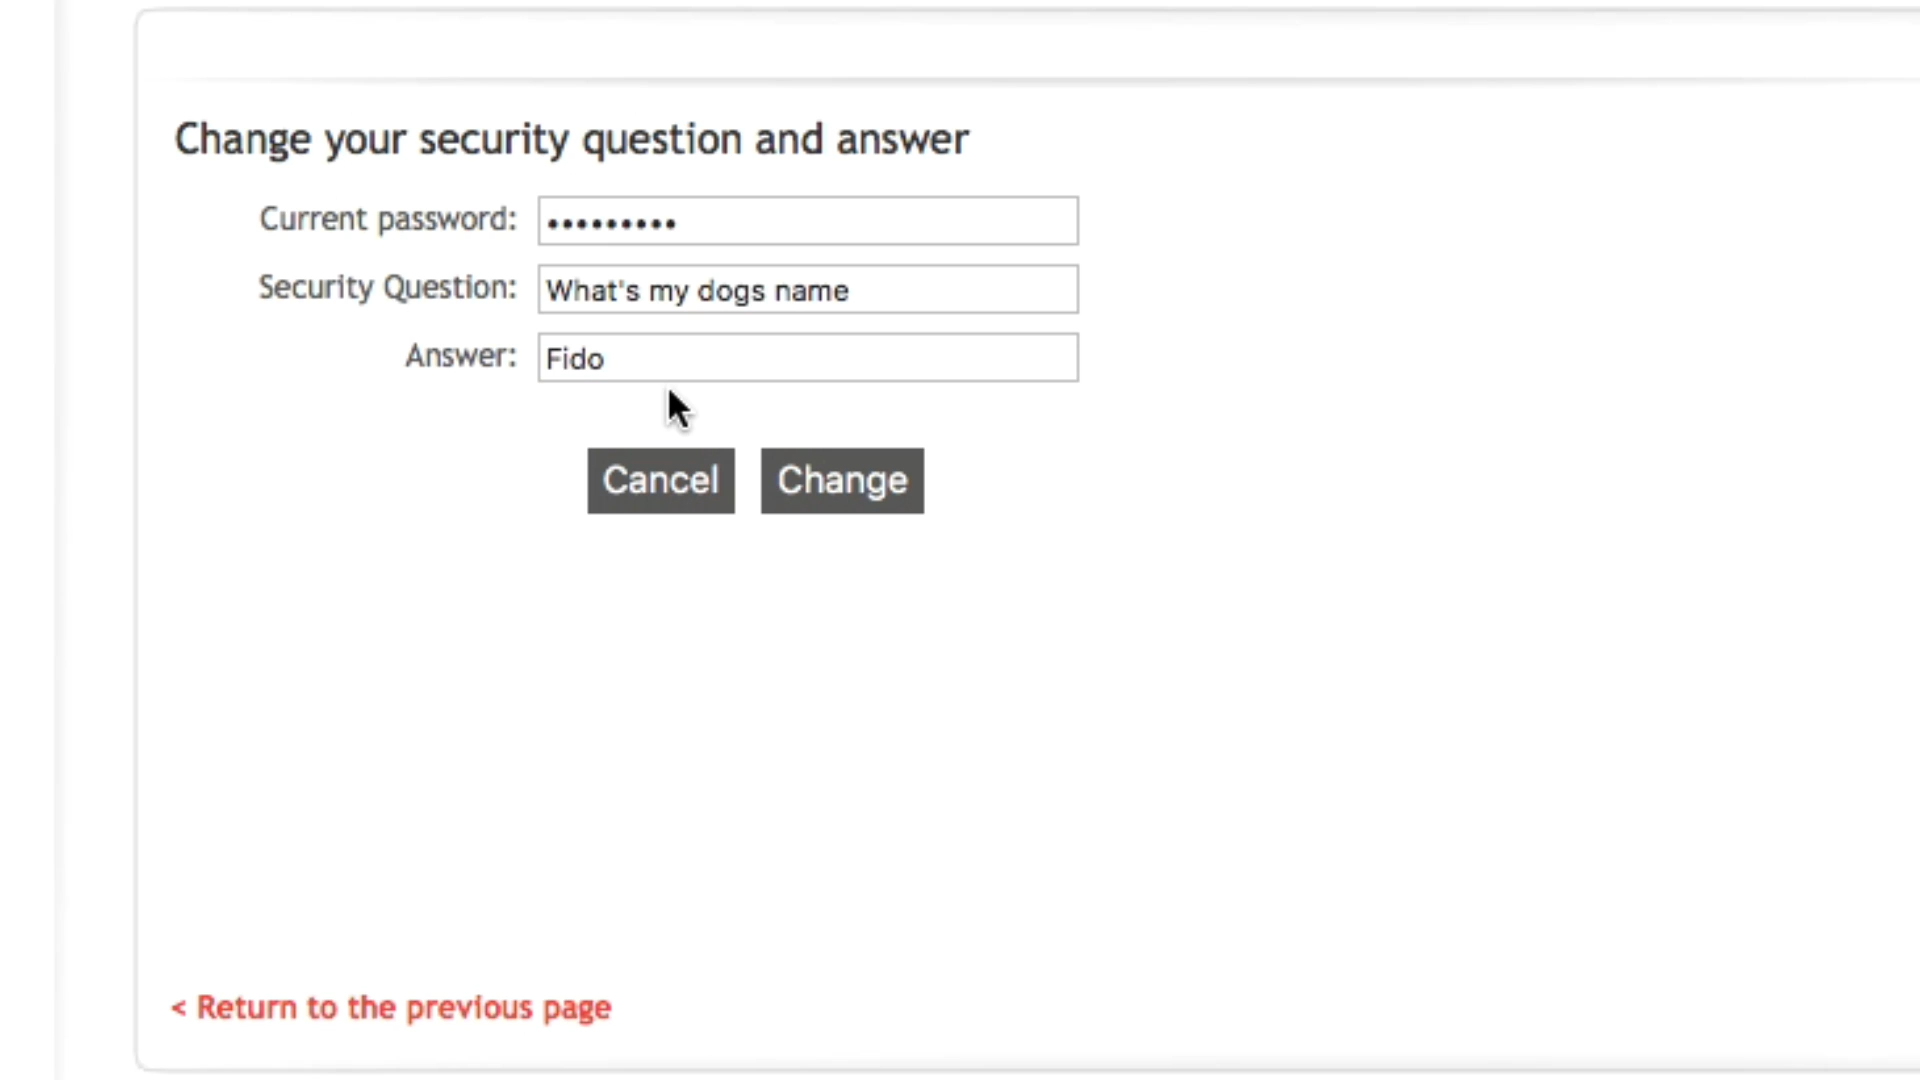 Change your security question and answer
Current password: •••••••••
Security Question: What's my dogs name
Answer: Fido
Cancel Change
< Return to the previous page